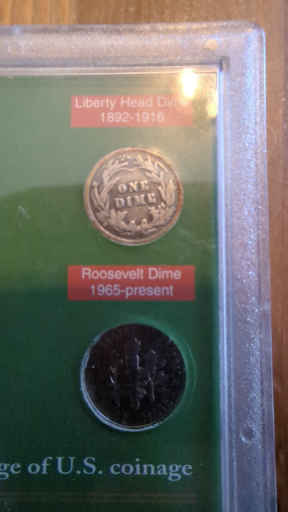 Liberty Head Dime
1892-1916
ONE
DIME
Roosevelt Dime
1965-present
ge of U.S. coinage